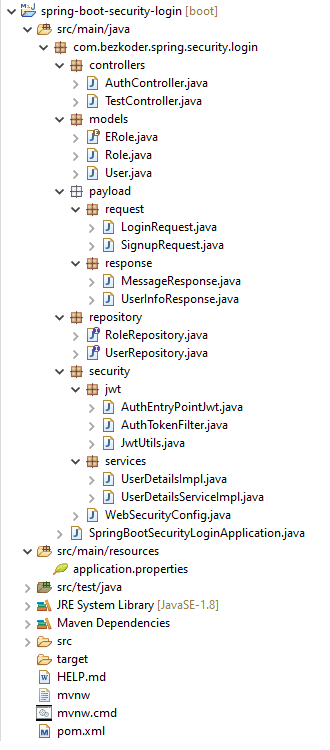 spring-boot-security-login [boot]
src/main/java
com.bezkoder.spring.security.login
controllers
AuthController.java
TestController.java
models
ERole.java
Role.java
User.java
payload
request
LoginRequest.java
SignupRequest.java
response
MessageResponse.java
UserInfoResponse.java
repository
RoleRepository.java
UserRepository.java
security
jwt
AuthEntryPointJwt.java
AuthTokenFilter.java
JwtUtils.java
services
UserDetailsImpl.java
UserDetailsServiceImpl.java
WebSecurityConfig.java
SpringBootSecurityLoginApplication.java
src/main/resources
application.properties
src/test/java
JRE System Library [JavaSE-1.8]
Maven Dependencies
src
target
HELP.md
mvnw
mvnw.cmd
pom.xml